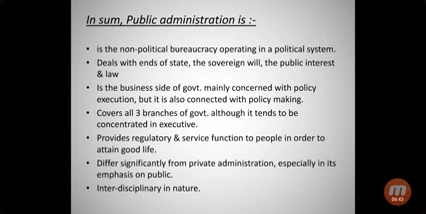 In sum, Public administration is :-
• is the non-political bureaucracy operating in a political system.
• Deals with ends of state, the sovereign will, the public interest
& law
• Is the business side of govt. mainly concerned with policy
execution, but it is also connected with policy making.
• Covers all 3 branches of govt. although it tends to be
concentrated in executive.
• Provides regulatory & service function to people in order to
attain good life.
• Differ significantly from private administration, especially in its
emphasis on public.
• Inter-disciplinary in nature.
06:43